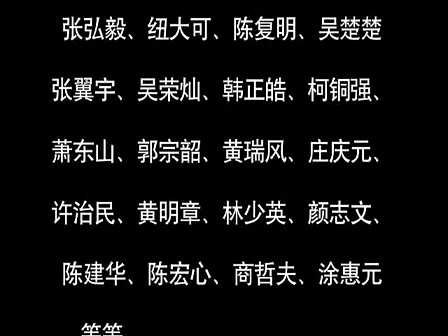 张弘毅、纽大可、陈复明、吴楚楚
张翼宇、吴荣灿、韩正皓、柯铜强、
萧东山、郭宗韶、黄瑞风、庄庆元、
许治民、黄明章、林少英、颜志文、
陈建华、陈宏心、商哲夫、涂惠元
等等